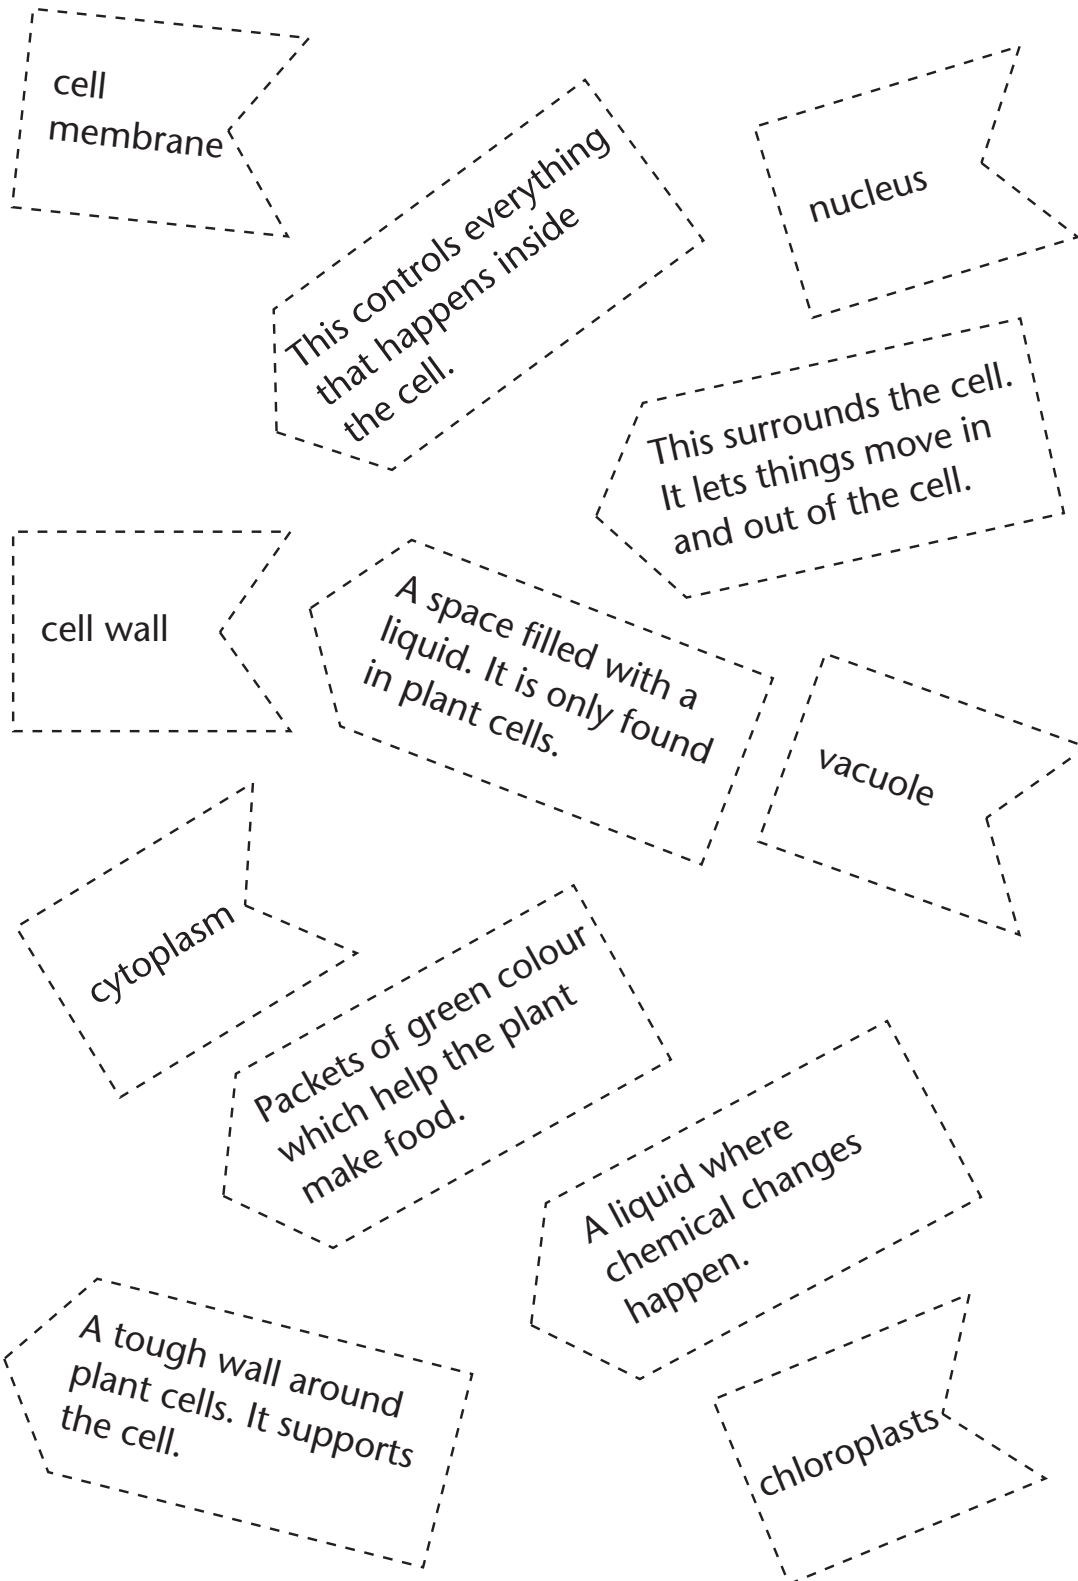 cell
membrane
This controls everything
that happens inside
the cell.
nucleus
This surrounds the cell.
It lets things move in
and out of the cell.
cell wall
A space filled with a
liquid. It is only found
in plant cells.
vacuole
cytoplasm
Packets of green colour
which help the plant
make food.
A liquid where
chemical changes
happen.
A tough wall around
plant cells. It supports
the cell.
chloroplasts